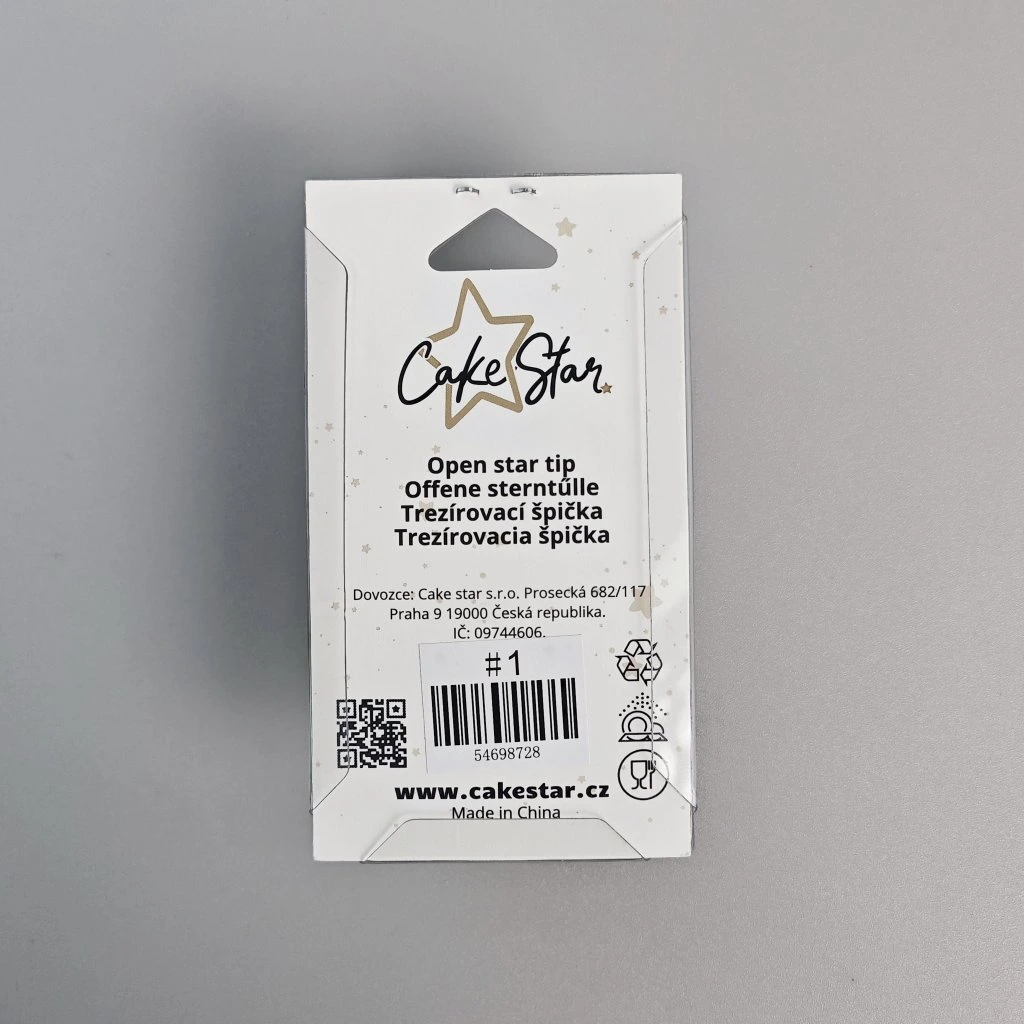 Cake Star
Open star tip
Offene sterntűlle
Trezírovací špička
Trezírovacia špička
Dovozce: Cake star s.r.o. Prosecká 682/117
Praha 9 19000 Česká republika.
IČ: 09744606.
#1
54698728
www.cakestar.cz
Made in China